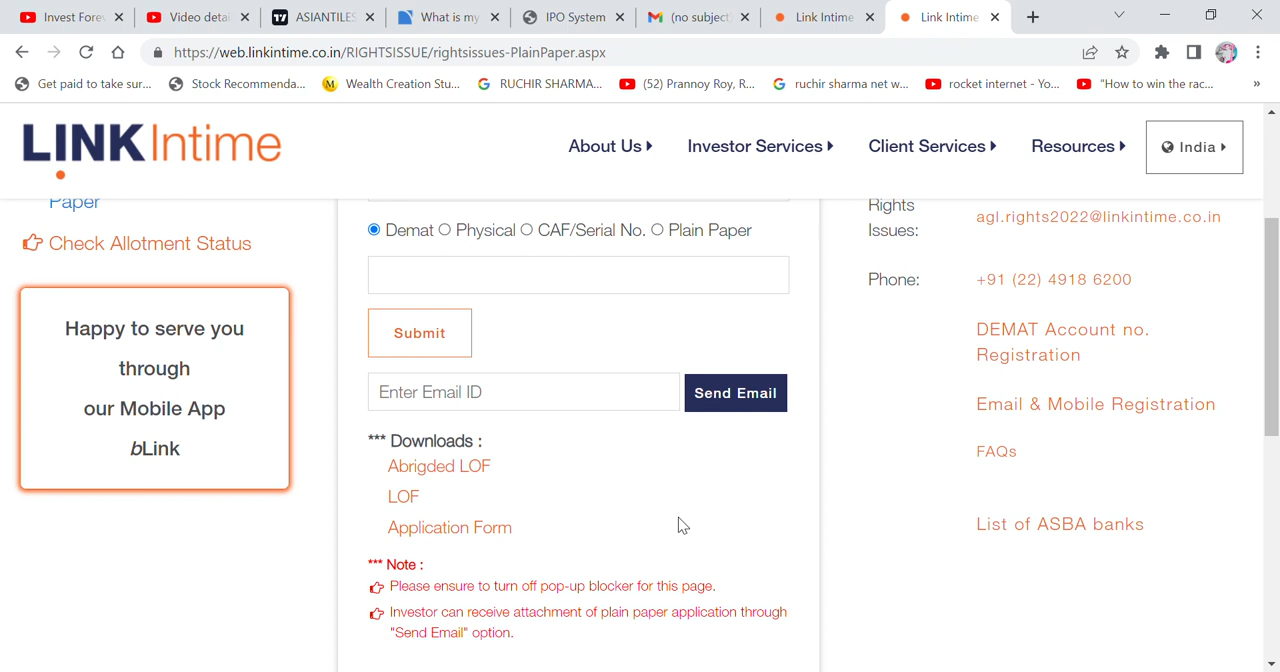 Invest Fore
Video detai
ASIANTILES
What is my
IPO System
(no subject
Link Intime
Link Intime
https://web.linkintime.co.in/RIGHTSISSUE/rightsissues-PlainPaper.aspx
Get paid to take sur...
Stock Recommenda...
Wealth Creation Stu...
RUCHIR SHARMA...
(52) Prannoy Roy, R...
ruchir sharma net w...
rocket internet - Yo...
"How to win the rac...
»
LINK Intime
About Us
Investor Services
Client Services
Resources
India
Paper
Check Allotment Status
Happy to serve you
through
our Mobile App
bLink
Demat Physical CAF/Serial No. Plain Paper
Submit
Enter Email ID
Send Email
*** Downloads :
Abrigded LOF
LOF
Application Form
*** Note :
Please ensure to turn off pop-up blocker for this page.
Investor can receive attachment of plain paper application through
"Send Email" option.
Rights
Issues:
agl.rights2022@linkintime.co.in
Phone:
+91 (22) 4918 6200
DEMAT Account no.
Registration
Email & Mobile Registration
FAQs
List of ASBA banks